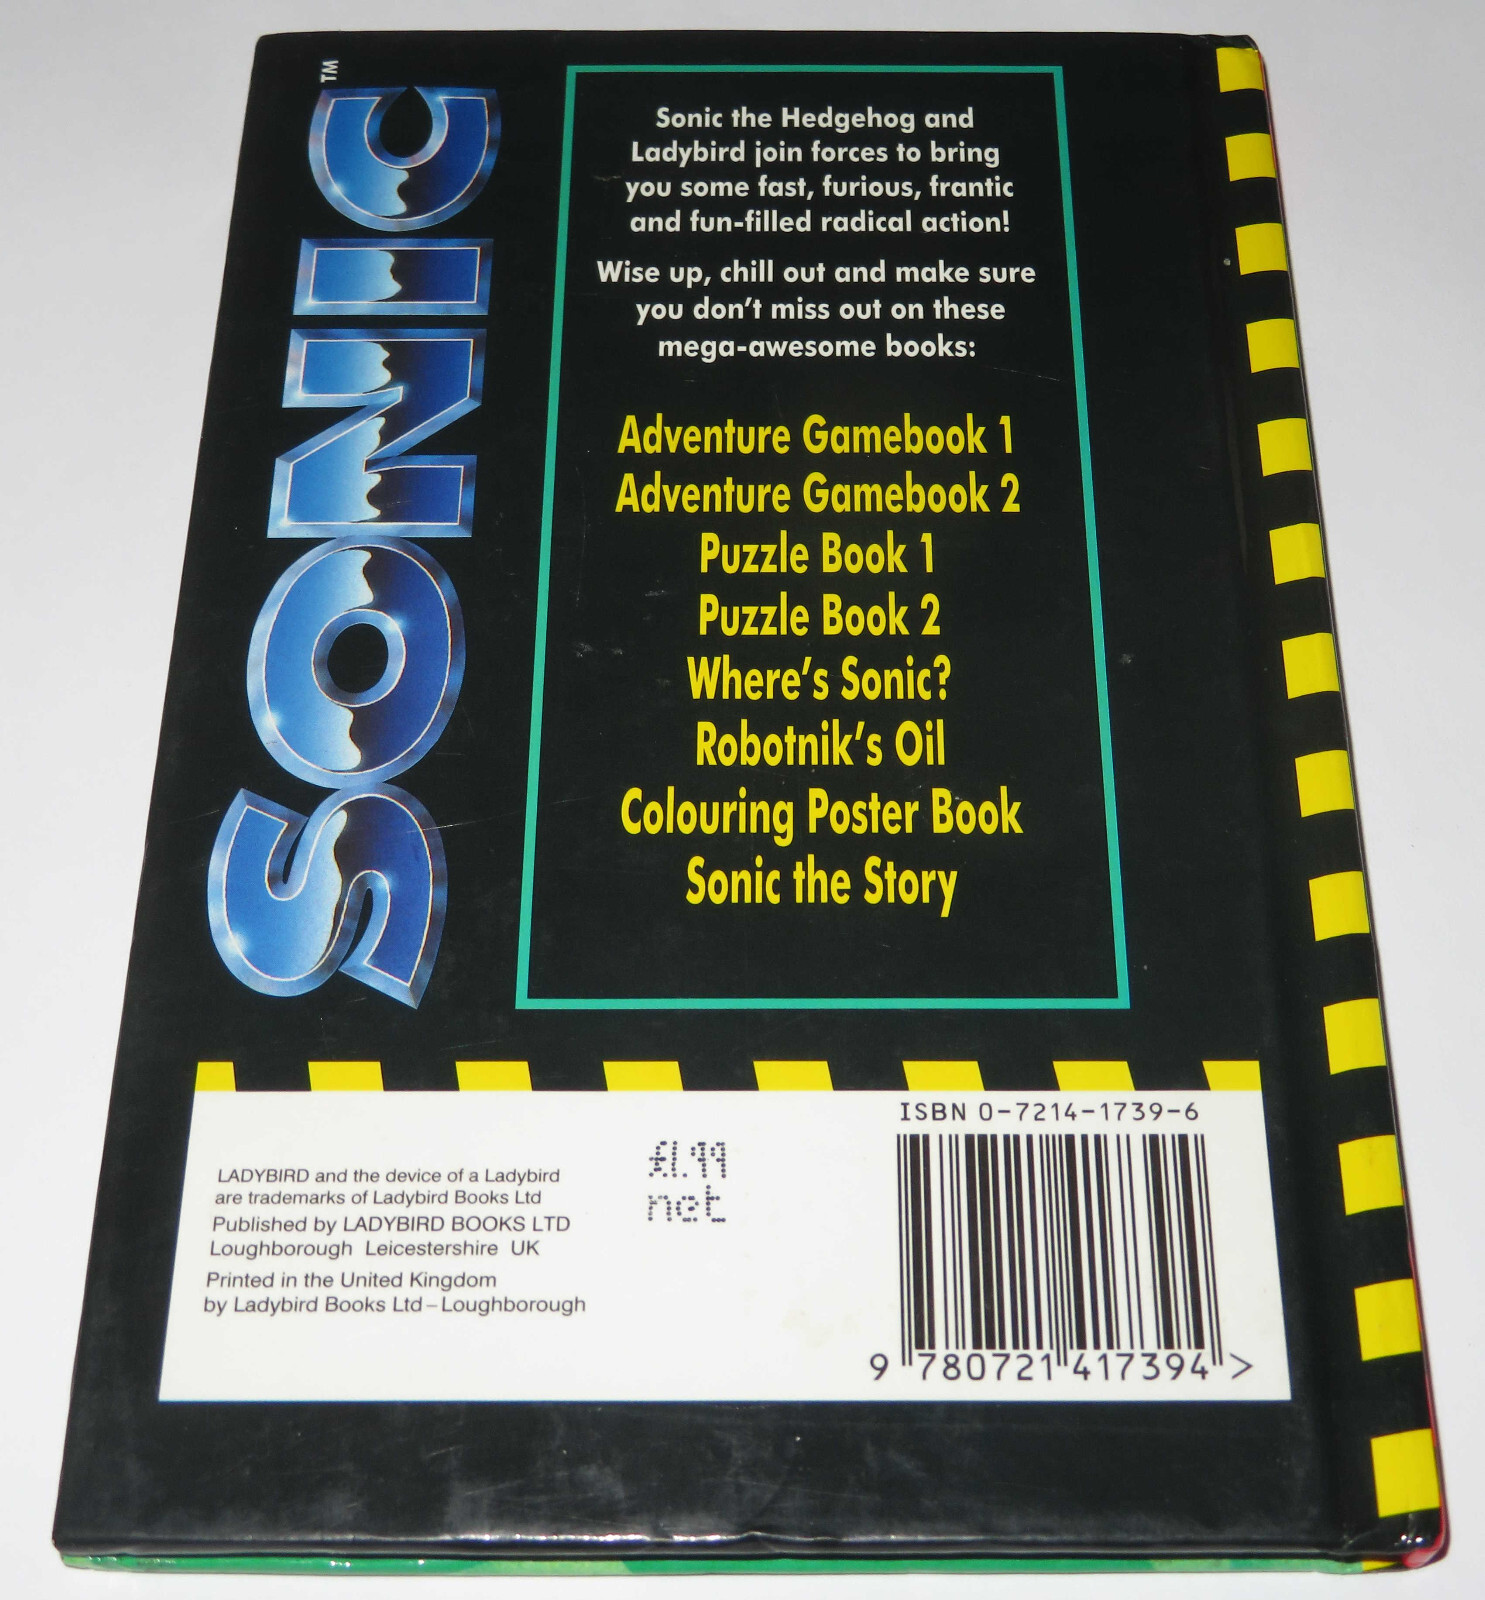 SONIC™
Sonic the Hedgehog and
Ladybird join forces to bring
you some fast, furious, frantic
and fun-filled radical action!
Wise up, chill out and make sure
you don't miss out on these
mega-awesome books:
Adventure Gamebook 1
Adventure Gamebook 2
Puzzle Book 1
Puzzle Book 2
Where's Sonic?
Robotnik's Oil
Colouring Poster Book
Sonic the Story
LADYBIRD and the device of a Ladybird
are trademarks of Ladybird Books Ltd
Published by LADYBIRD BOOKS LTD
Loughborough Leicestershire UK
Printed in the United Kingdom
by Ladybird Books Ltd – Loughborough
£1.99
net
ISBN 0-7214-1739-6
9 780721 417394 >